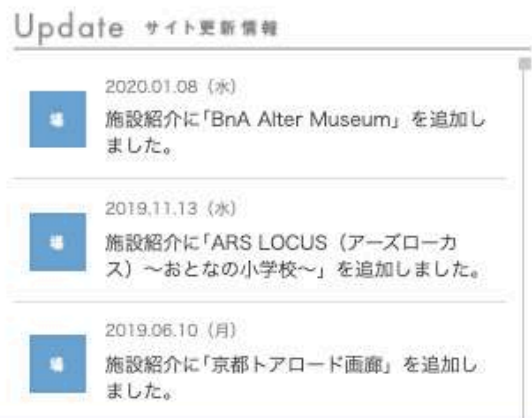 Update サイト更新情報
2020.01.08（水）
場
施設紹介に「BnA Alter Museum」を追加し
ました。
2019.11.13（水）
場
施設紹介に「ARS LOCUS（アーズローカ
ス）～おとなの小学校～」を追加しました。
2019.06.10（月）
場
施設紹介に「京都トアロード画廊」を追加し
ました。